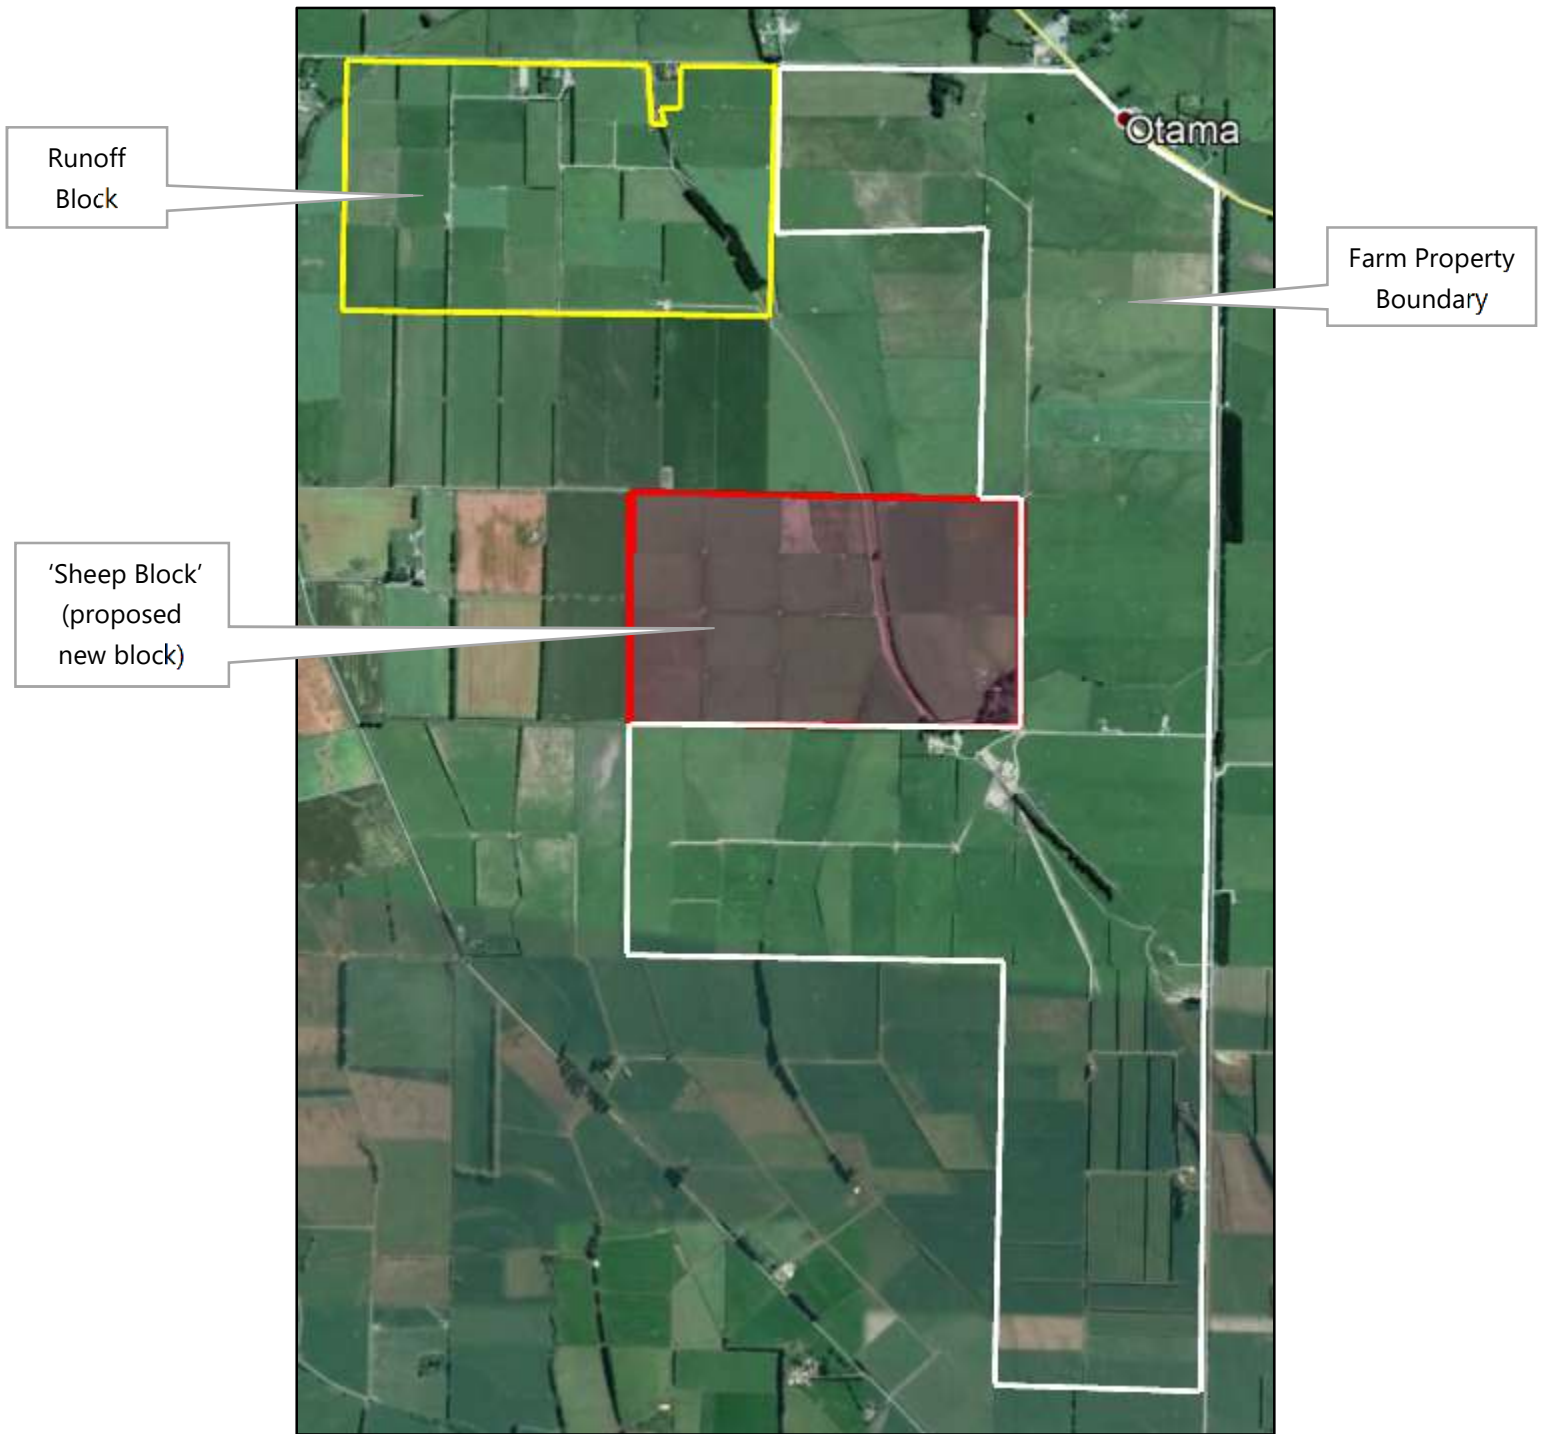 Otama
Runoff
Block
Farm Property
Boundary
‘Sheep Block’
(proposed
new block)